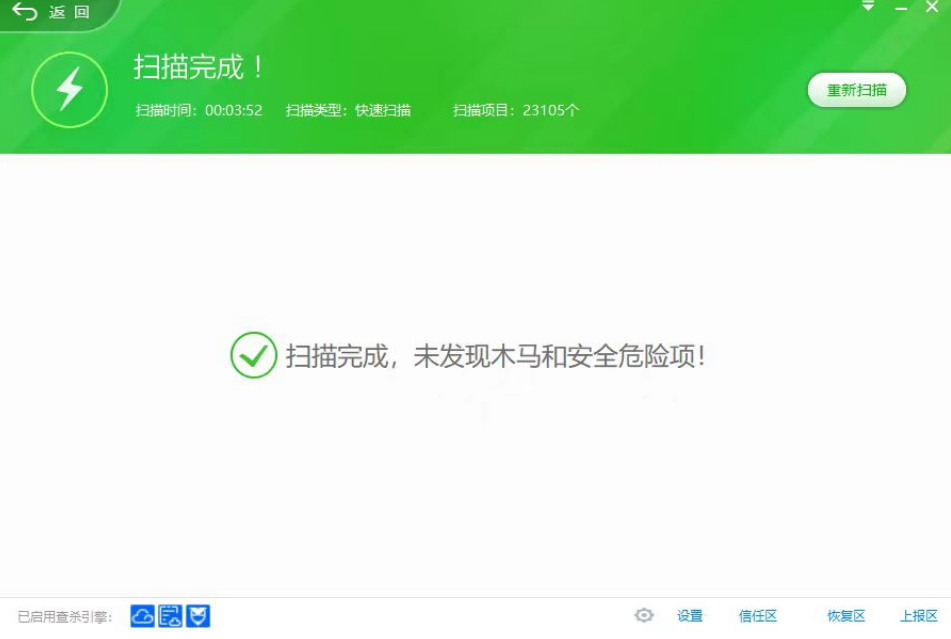 返 回
扫描完成！
扫描时间：00:03:52 扫描类型：快速扫描 扫描项目：23105个
重新扫描
扫描完成，未发现木马和安全危险项！
已启用查杀引擎： 设置 信任区 恢复区 上报区